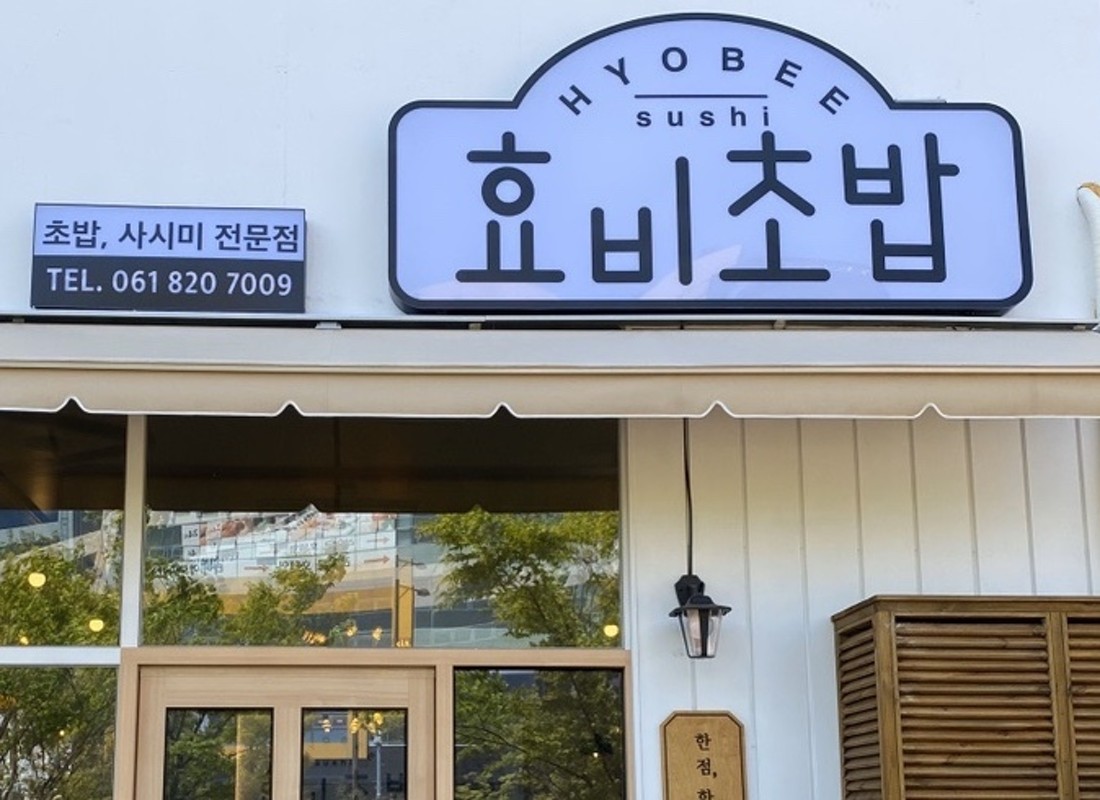 HYOBEE
sushi
효비초밥
초밥, 사시미 전문점
TEL. 061 820 7009
한
점,